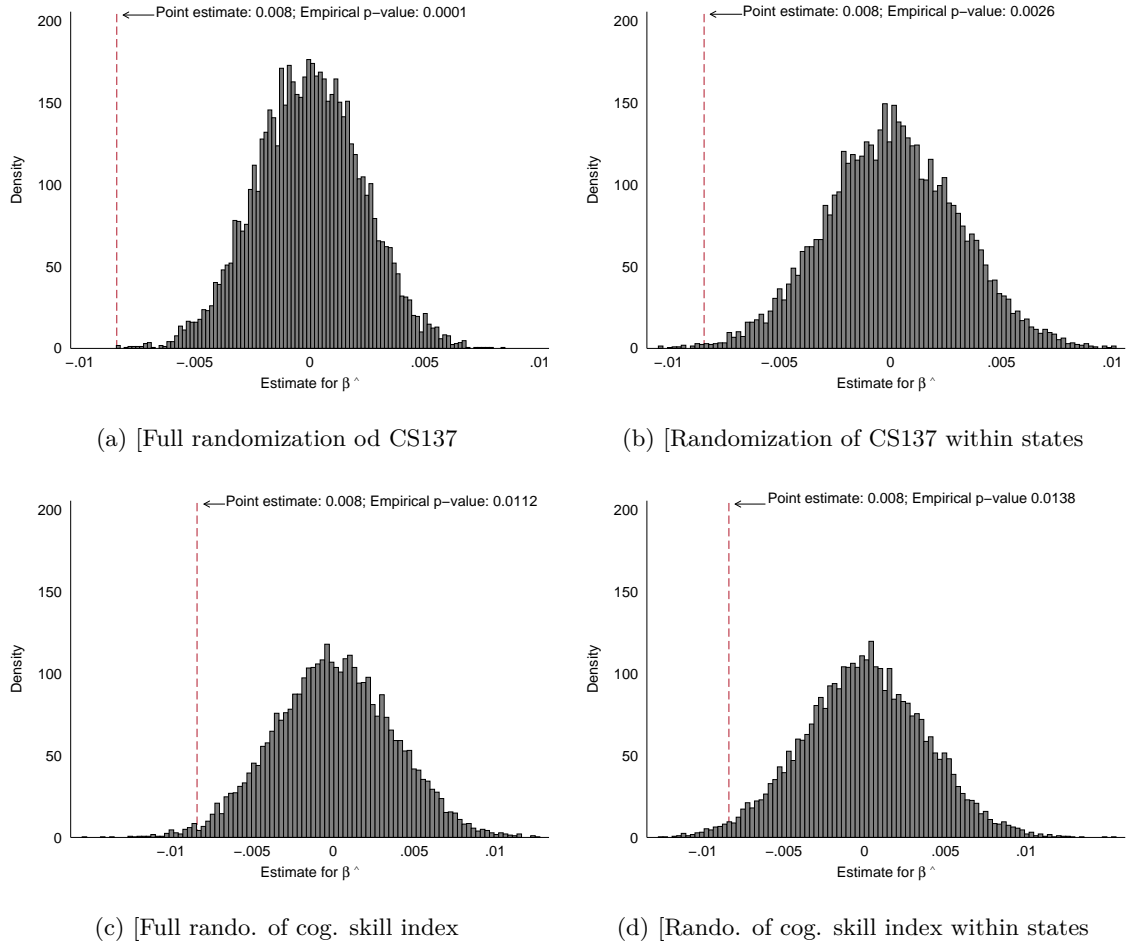 Point estimate: 0.008; Empirical p−value: 0.0001
200
150
100
50
0
Density
−.01 −.005 0 .005 .01
Estimate for β ^
(a) [Full randomization od CS137
Point estimate: 0.008; Empirical p−value: 0.0026
200
150
100
50
0
Density
−.01 −.005 0 .005 .01
Estimate for β ^
(b) [Randomization of CS137 within states
Point estimate: 0.008; Empirical p−value: 0.0112
200
150
100
50
0
Density
−.01 −.005 0 .005 .01
Estimate for β ^
(c) [Full rando. of cog. skill index
Point estimate: 0.008; Empirical p−value 0.0138
200
150
100
50
0
Density
−.01 −.005 0 .005 .01
Estimate for β ^
(d) [Rando. of cog. skill index within states